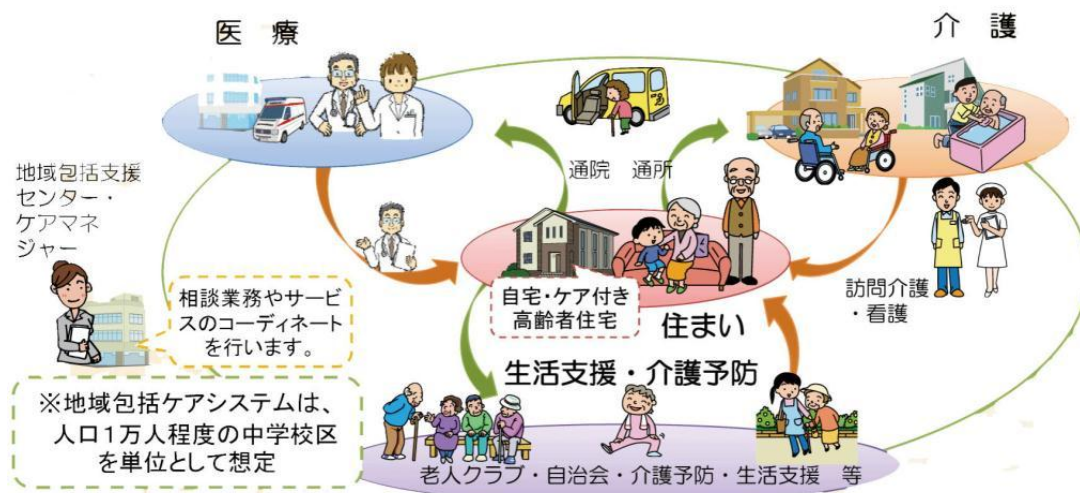 医 療
介 護
通院 通所
地域包括支援
センター・
ケアマネ
ジャー
相談業務やサービ
スのコーディネート
を行います。
自宅・ケア付き
高齢者住宅
住まい
訪問介護
・看護
生活支援・介護予防
※地域包括ケアシステムは、
人口1万人程度の中学校区
を単位として想定
老人クラブ・自治会・介護予防・生活支援 等